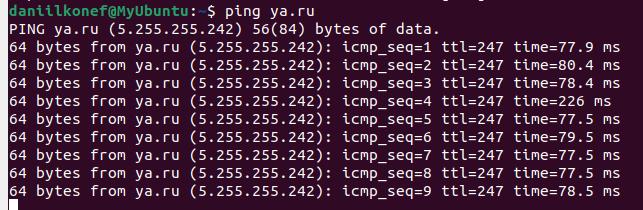 daniilkonef@MyUbuntu:~$ ping ya.ru
PING ya.ru (5.255.255.242) 56(84) bytes of data.
64 bytes from ya.ru (5.255.255.242): icmp_seq=1 ttl=247 time=77.9 ms
64 bytes from ya.ru (5.255.255.242): icmp_seq=2 ttl=247 time=80.4 ms
64 bytes from ya.ru (5.255.255.242): icmp_seq=3 ttl=247 time=78.4 ms
64 bytes from ya.ru (5.255.255.242): icmp_seq=4 ttl=247 time=226 ms
64 bytes from ya.ru (5.255.255.242): icmp_seq=5 ttl=247 time=77.5 ms
64 bytes from ya.ru (5.255.255.242): icmp_seq=6 ttl=247 time=79.5 ms
64 bytes from ya.ru (5.255.255.242): icmp_seq=7 ttl=247 time=77.5 ms
64 bytes from ya.ru (5.255.255.242): icmp_seq=8 ttl=247 time=77.5 ms
64 bytes from ya.ru (5.255.255.242): icmp_seq=9 ttl=247 time=78.5 ms